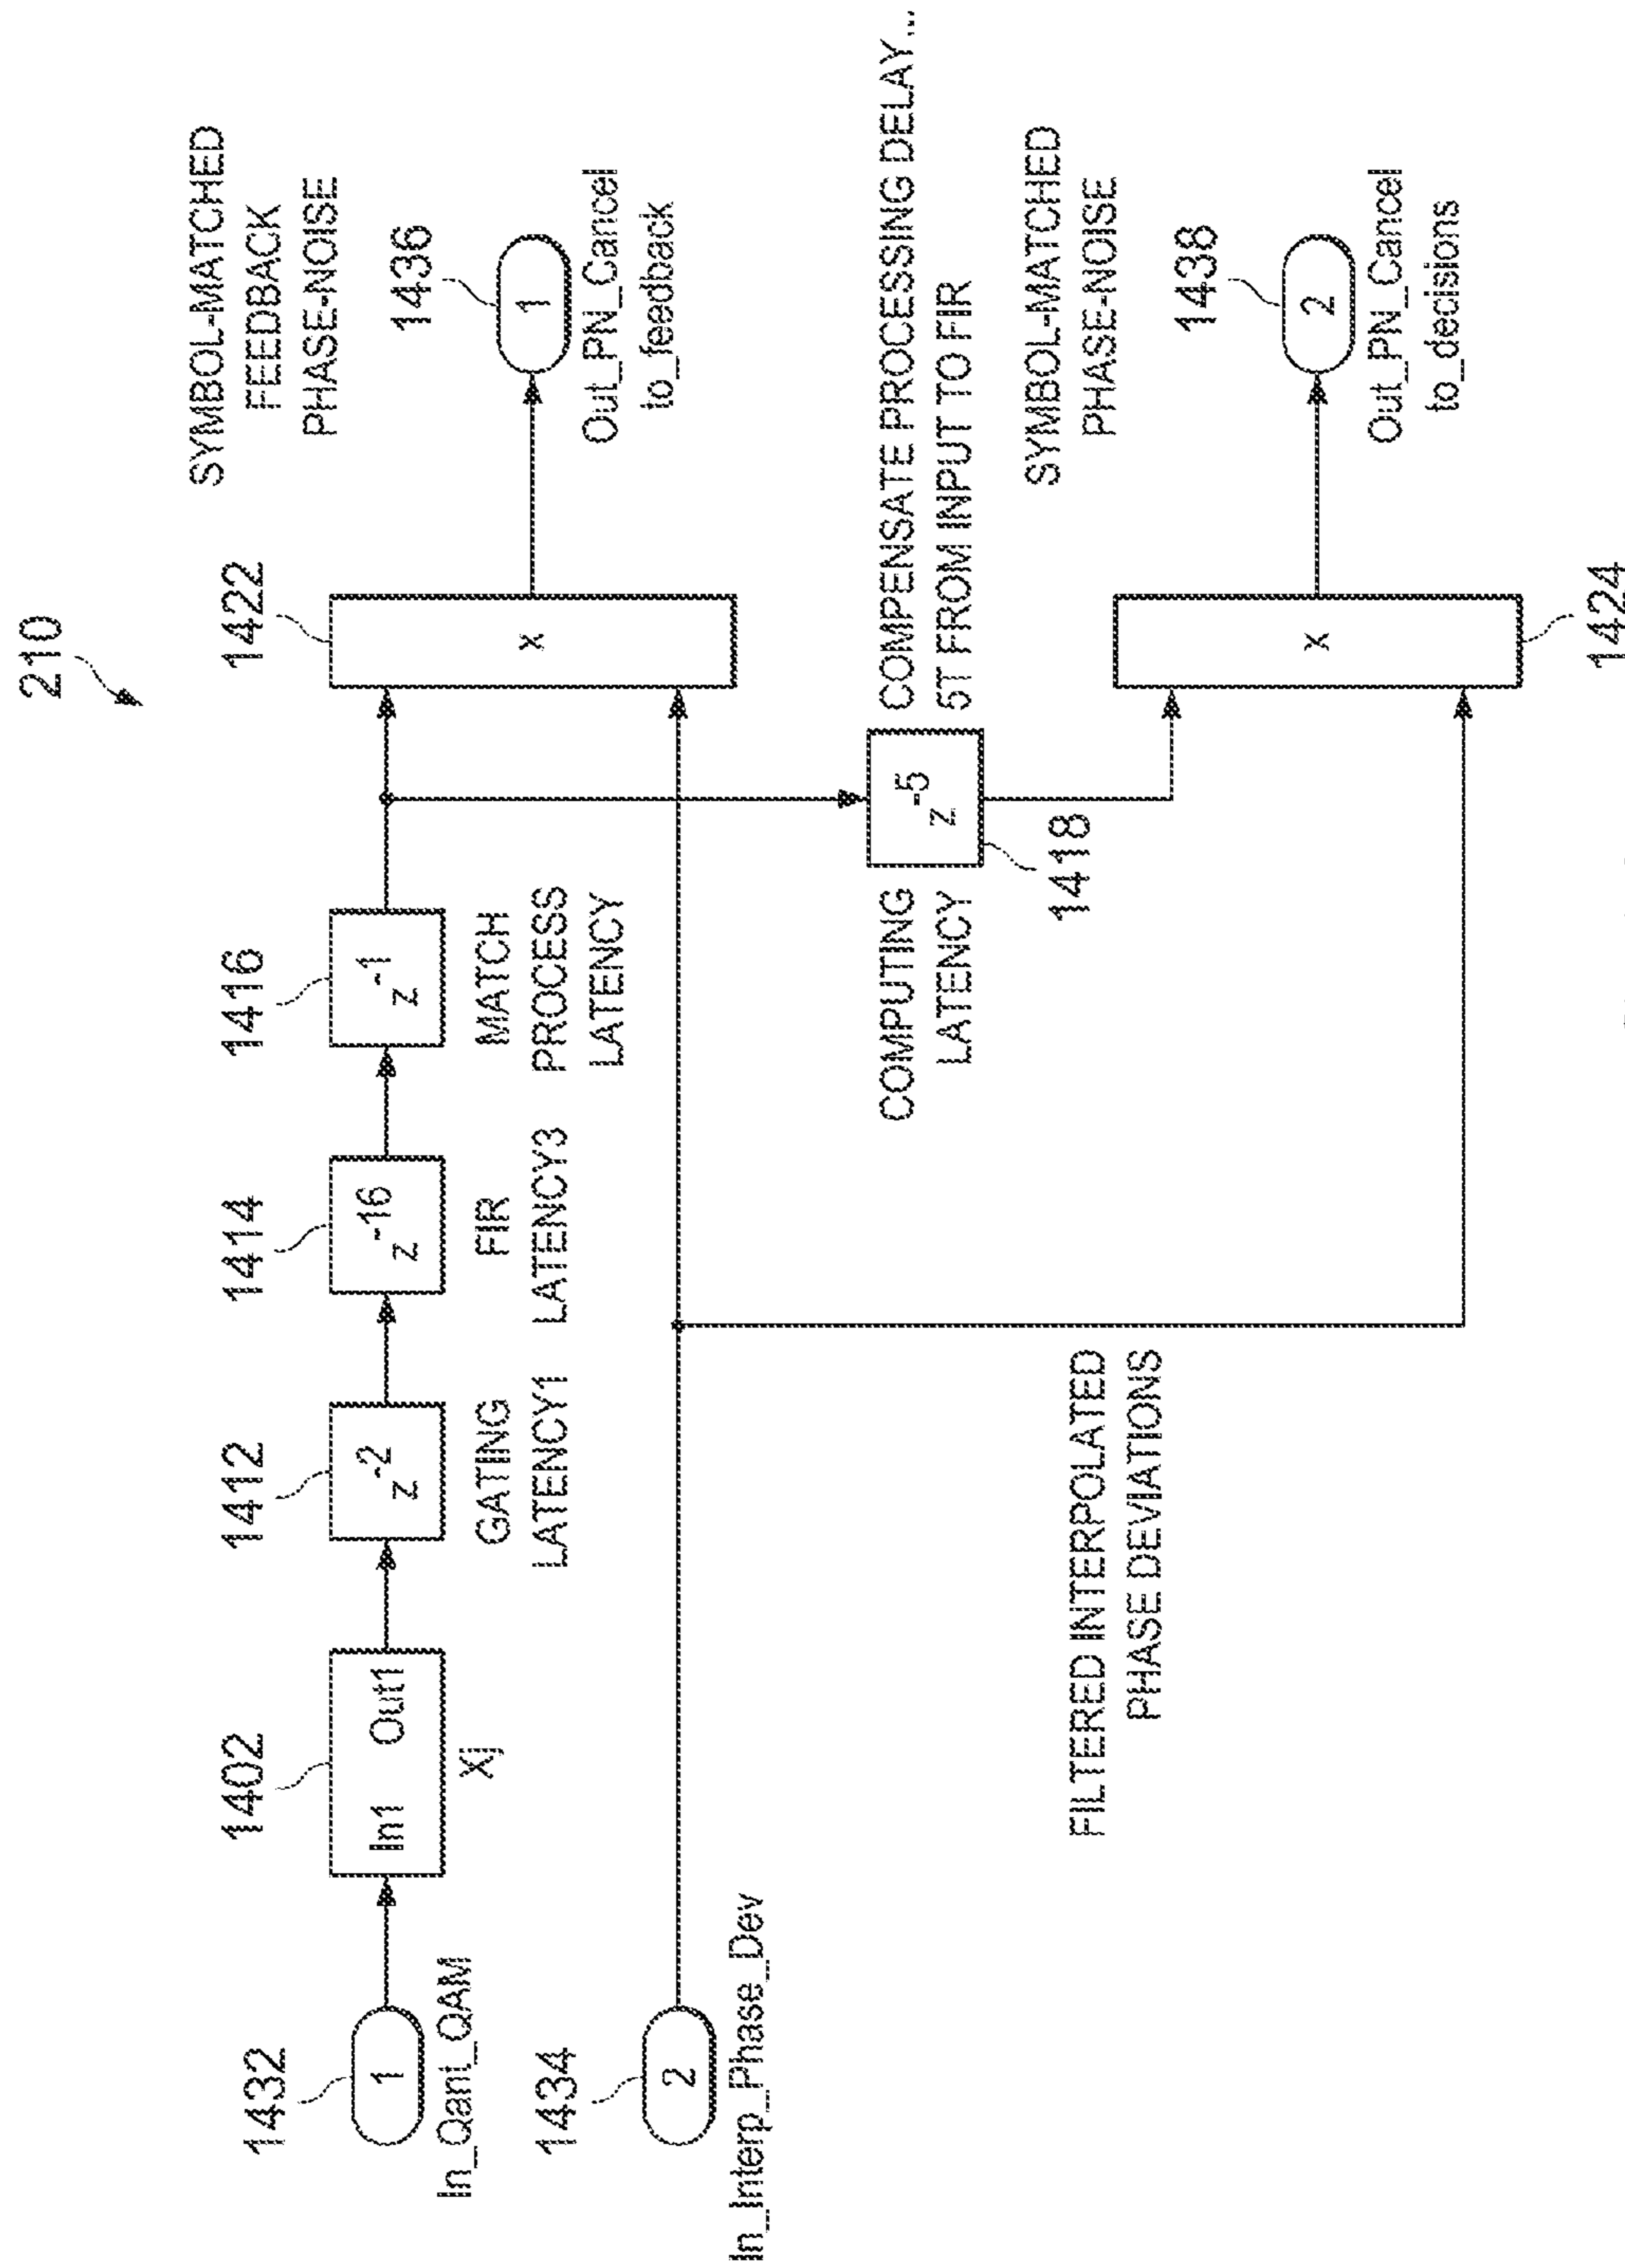 210
1432
1
In_Qant_QAM
1402
In1 Out1
Xj
1412
z-2
GATING
LATENCY1
1414
z-16
FIR
LATENCY3
1416
z-1
MATCH
PROCESS
LATENCY
1422
x
SYMBOL-MATCHED
FEEDBACK
PHASE-NOISE
1436
1
Out_PN_Cancel
to_feedback
1434
2
In_Interp_Phase_Dev
FILTERED INTERPOLATED
PHASE DEVIATIONS
COMPUTING
LATENCY
z-5
1418
COMPENSATE PROCESSING DELAY...
5T FROM INPUT TO FIR
x
1424
SYMBOL-MATCHED
PHASE-NOISE
1438
2
Out_PN_Cancel
to_decisions